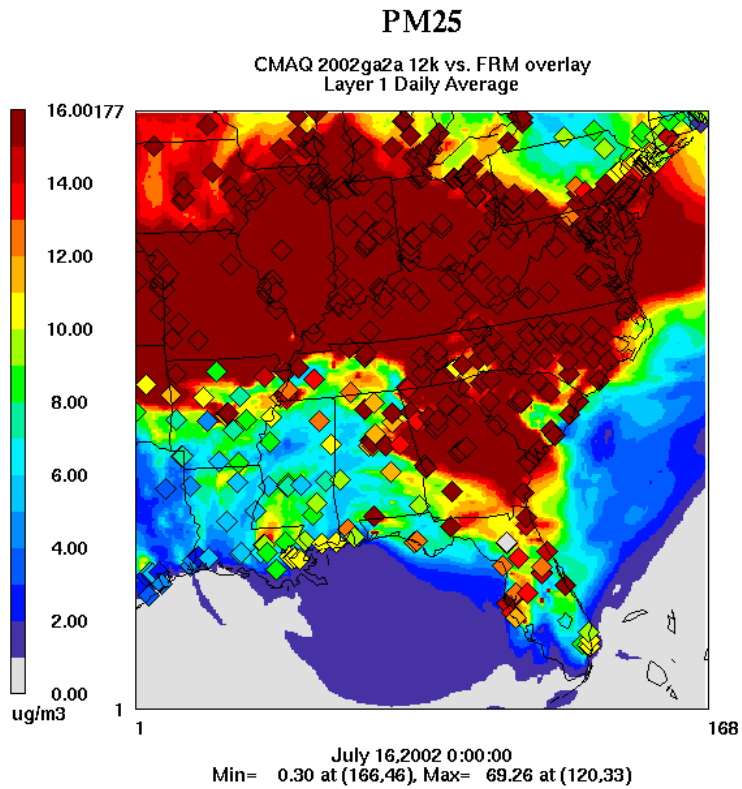 PM25
CMAQ 2002ga2a 12k vs. FRM overlay
Layer 1 Daily Average
16.00
14.00
12.00
10.00
8.00
6.00
4.00
2.00
0.00
ug/m3
177
1
1
168
July 16,2002 0:00:00
Min= 0.30 at (166,46), Max= 69.26 at (120,33)